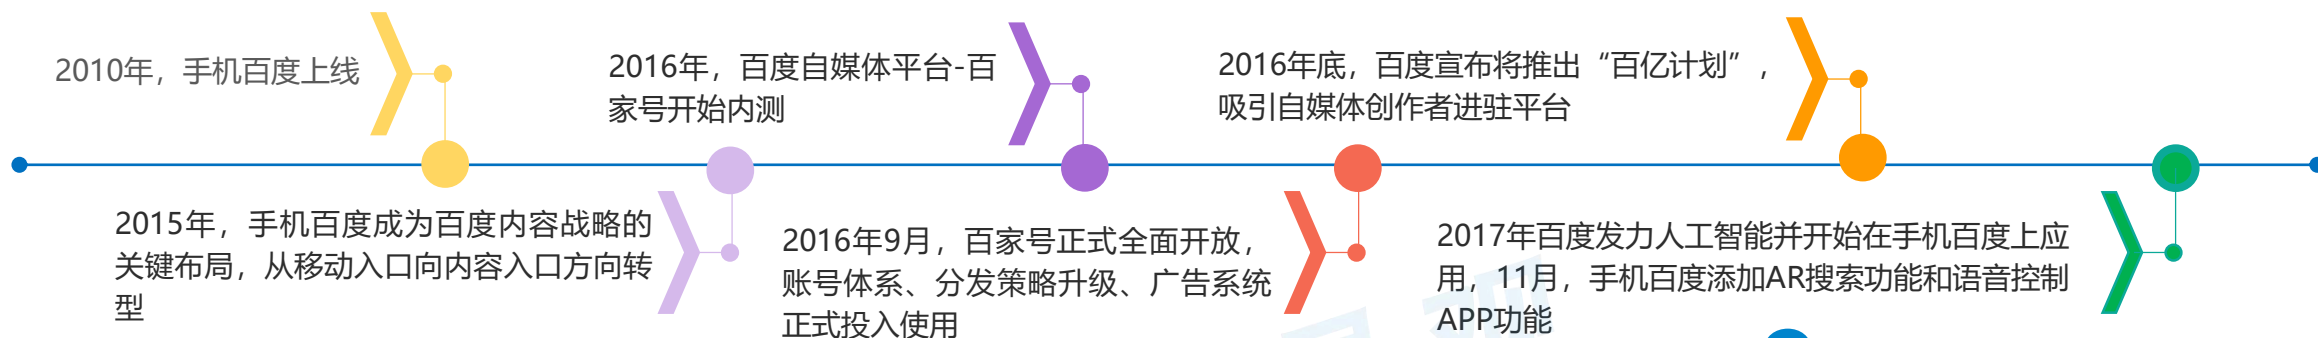 2010年，手机百度上线
2015年，手机百度成为百度内容战略的
关键布局，从移动入口向内容入口方向转
型
2016年，百度自媒体平台-百
家号开始内测
2016年9月，百家号正式全面开放，
账号体系、分发策略升级、广告系统
正式投入使用
2016年底，百度宣布将推出“百亿计划”，
吸引自媒体创作者进驻平台
2017年百度发力人工智能并开始在手机百度上应
用，11月，手机百度添加AR搜索功能和语音控制
APP功能